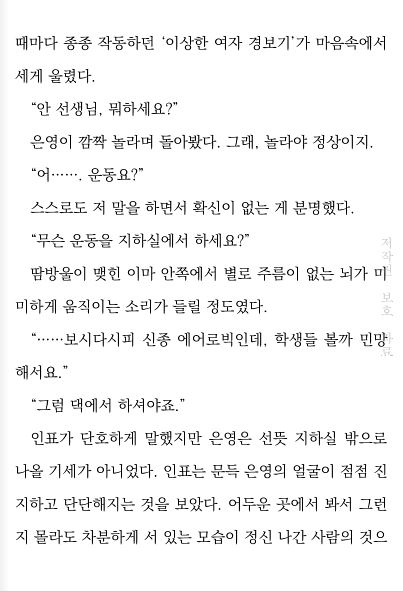 때마다 종종 작동하던 ‘이상한 여자 경보기’가 마음속에서
세게 울렸다.
“안 선생님, 뭐하세요?”
은영이 깜짝 놀라며 돌아봤다. 그래, 놀라야 정상이지.
“어……. 운동요?”
스스로도 저 말을 하면서 확신이 없는 게 분명했다.
“무슨 운동을 지하실에서 하세요?”
땀방울이 맺힌 이마 안쪽에서 별로 주름이 없는 뇌가 미
미하게 움직이는 소리가 들릴 정도였다.
“……보시다시피 신종 에어로빅인데, 학생들 볼까 민망
해서요.”
“그럼 댁에서 하셔야죠.”
인표가 단호하게 말했지만 은영은 선뜻 지하실 밖으로
나올 기세가 아니었다. 인표는 문득 은영의 얼굴이 점점 진
지하고 단단해지는 것을 보았다. 어두운 곳에서 봐서 그런
지 몰라도 차분하게 서 있는 모습이 정신 나간 사람의 것으
저작권 보호 자료